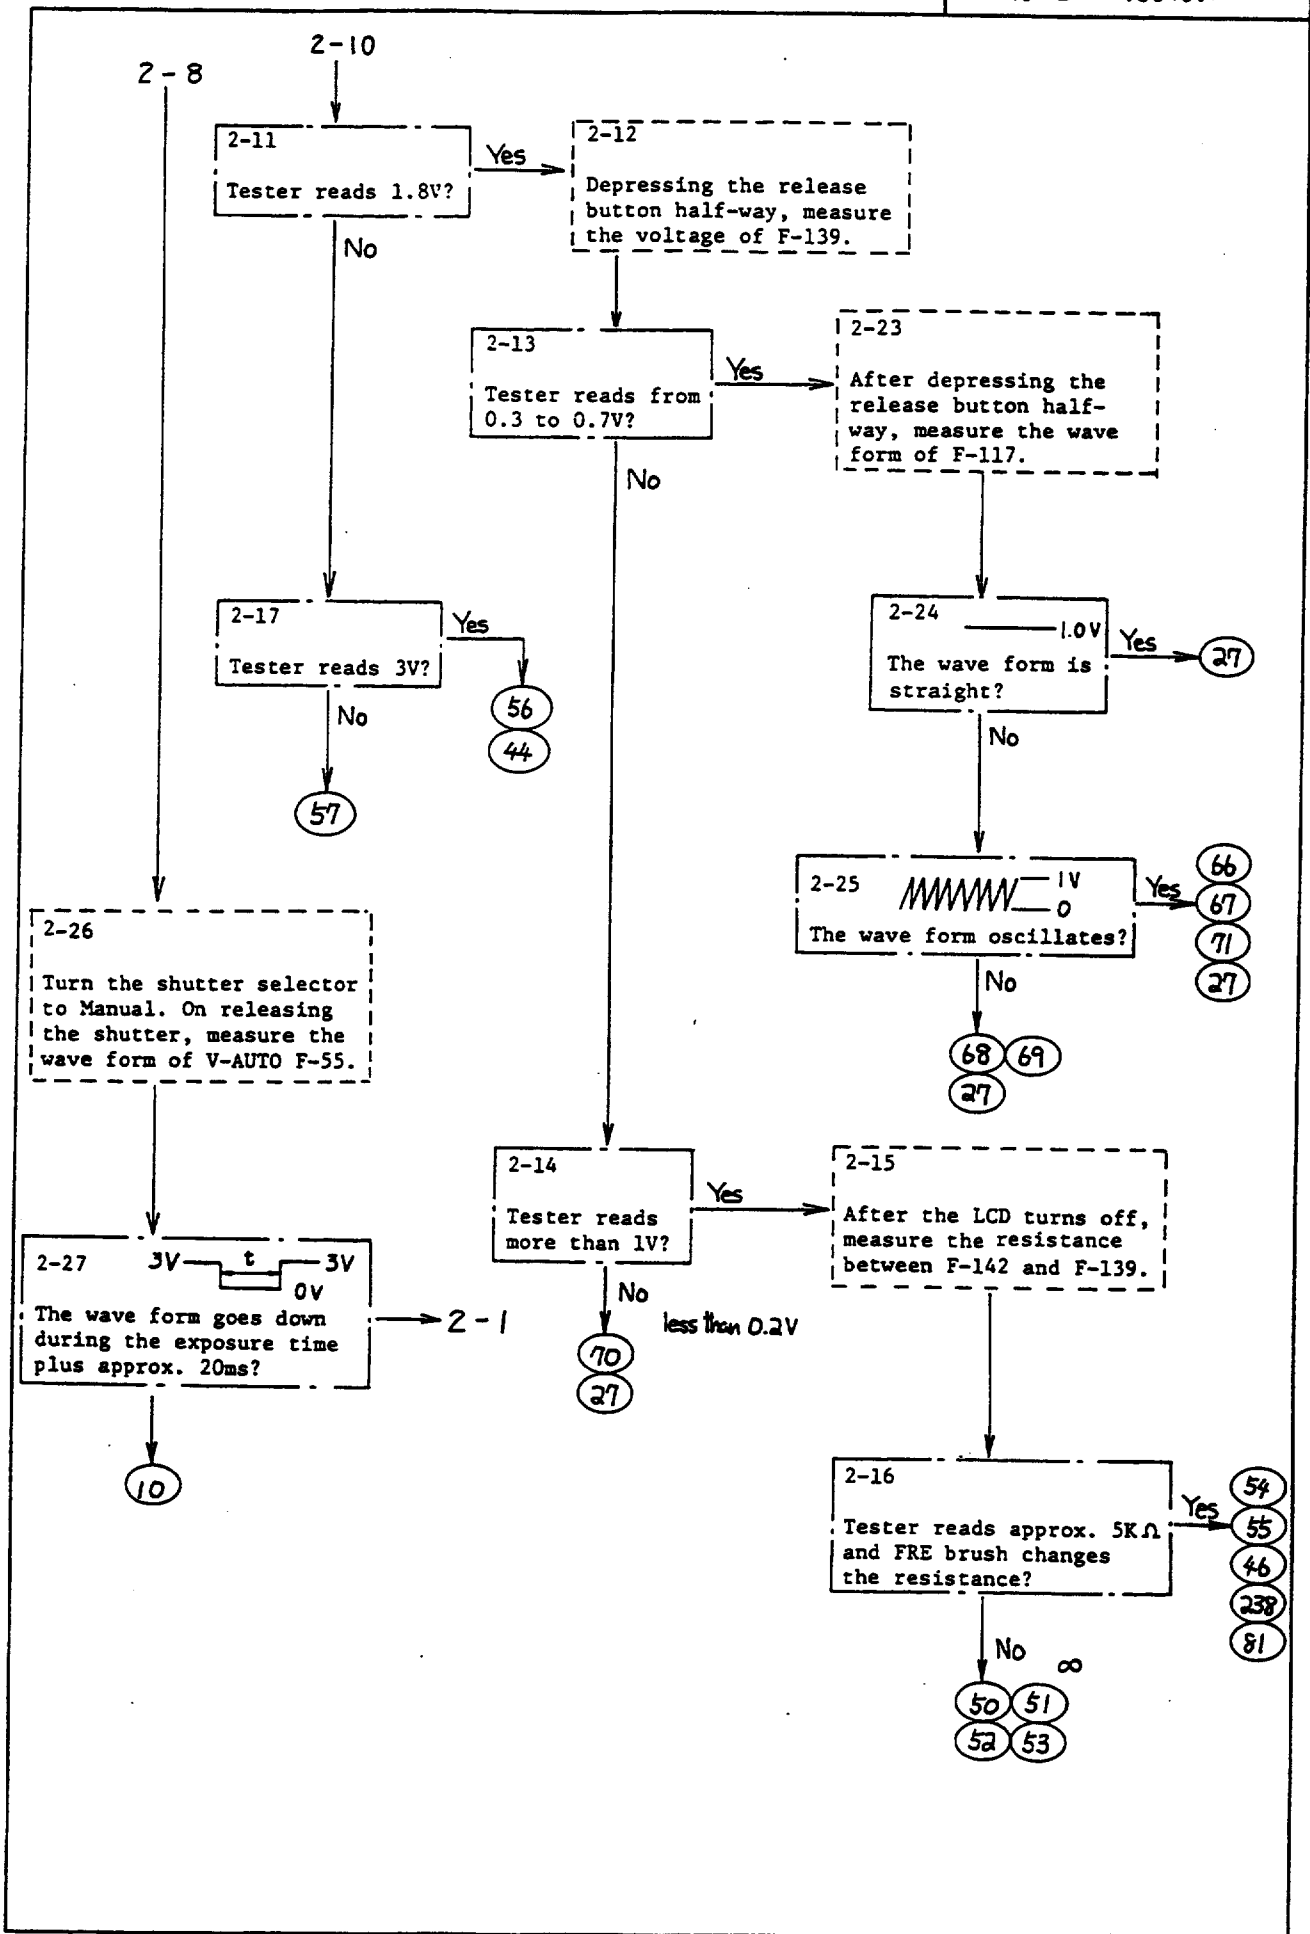 2-10
2-8
2-11
Tester reads 1.8V?
Yes
No
2-12
Depressing the release
button half-way, measure
the voltage of F-139.
2-13
Tester reads from
0.3 to 0.7V?
Yes
No
2-23
After depressing the
release button half-
way, measure the wave
form of F-117.
2-17
Tester reads 3V?
Yes
No
56
44
57
2-24
1.0V
The wave form is
straight?
Yes
27
No
2-25
1V
0
The wave form oscillates?
Yes
66
67
71
27
No
68 69
27
2-26
Turn the shutter selector
to Manual. On releasing
the shutter, measure the
wave form of V-AUTO F-55.
2-14
Tester reads
more than 1V?
Yes
No
less than 0.2V
70
27
2-15
After the LCD turns off,
measure the resistance
between F-142 and F-139.
2-27
3V t 3V
0V
The wave form goes down
during the exposure time
plus approx. 20ms?
2-1
10
2-16
Tester reads approx. 5KΩ
and FRE brush changes
the resistance?
Yes
54
55
46
238
81
No
∞
50 51
52 53